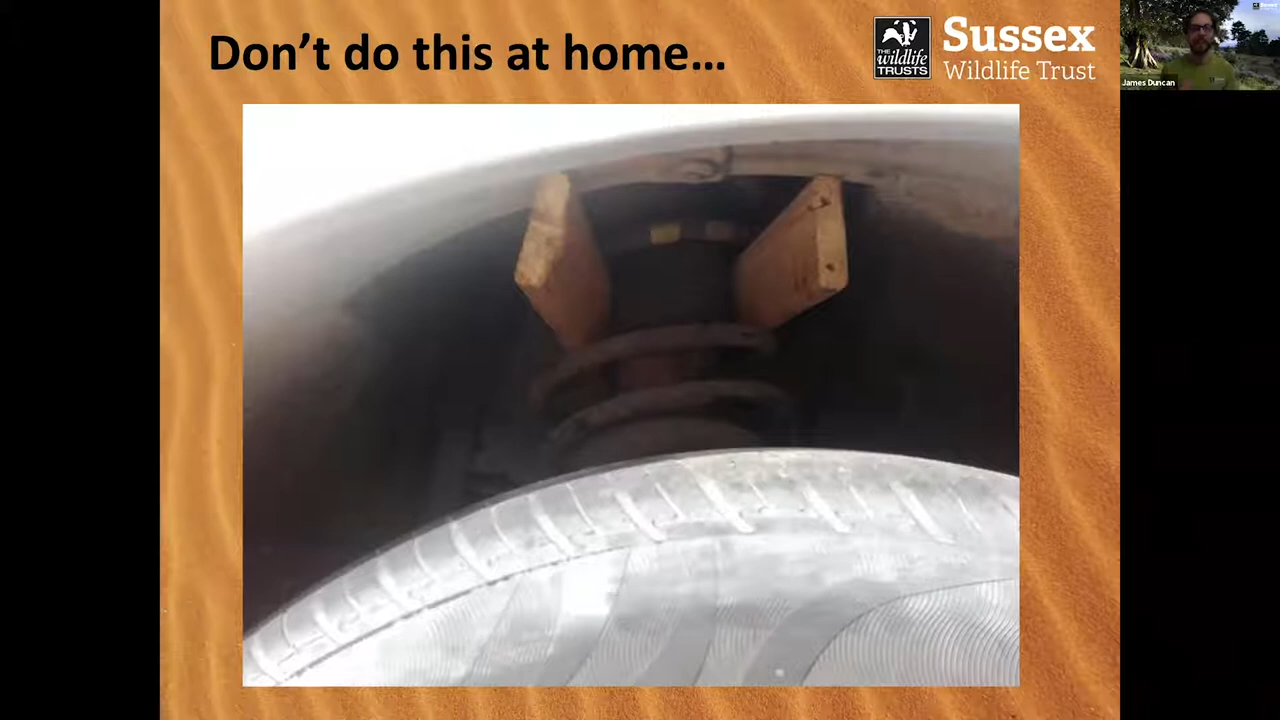 Don't do this at home...
THE
wildlife
TRUSTS
Sussex
Wildlife Trust
James Duncan